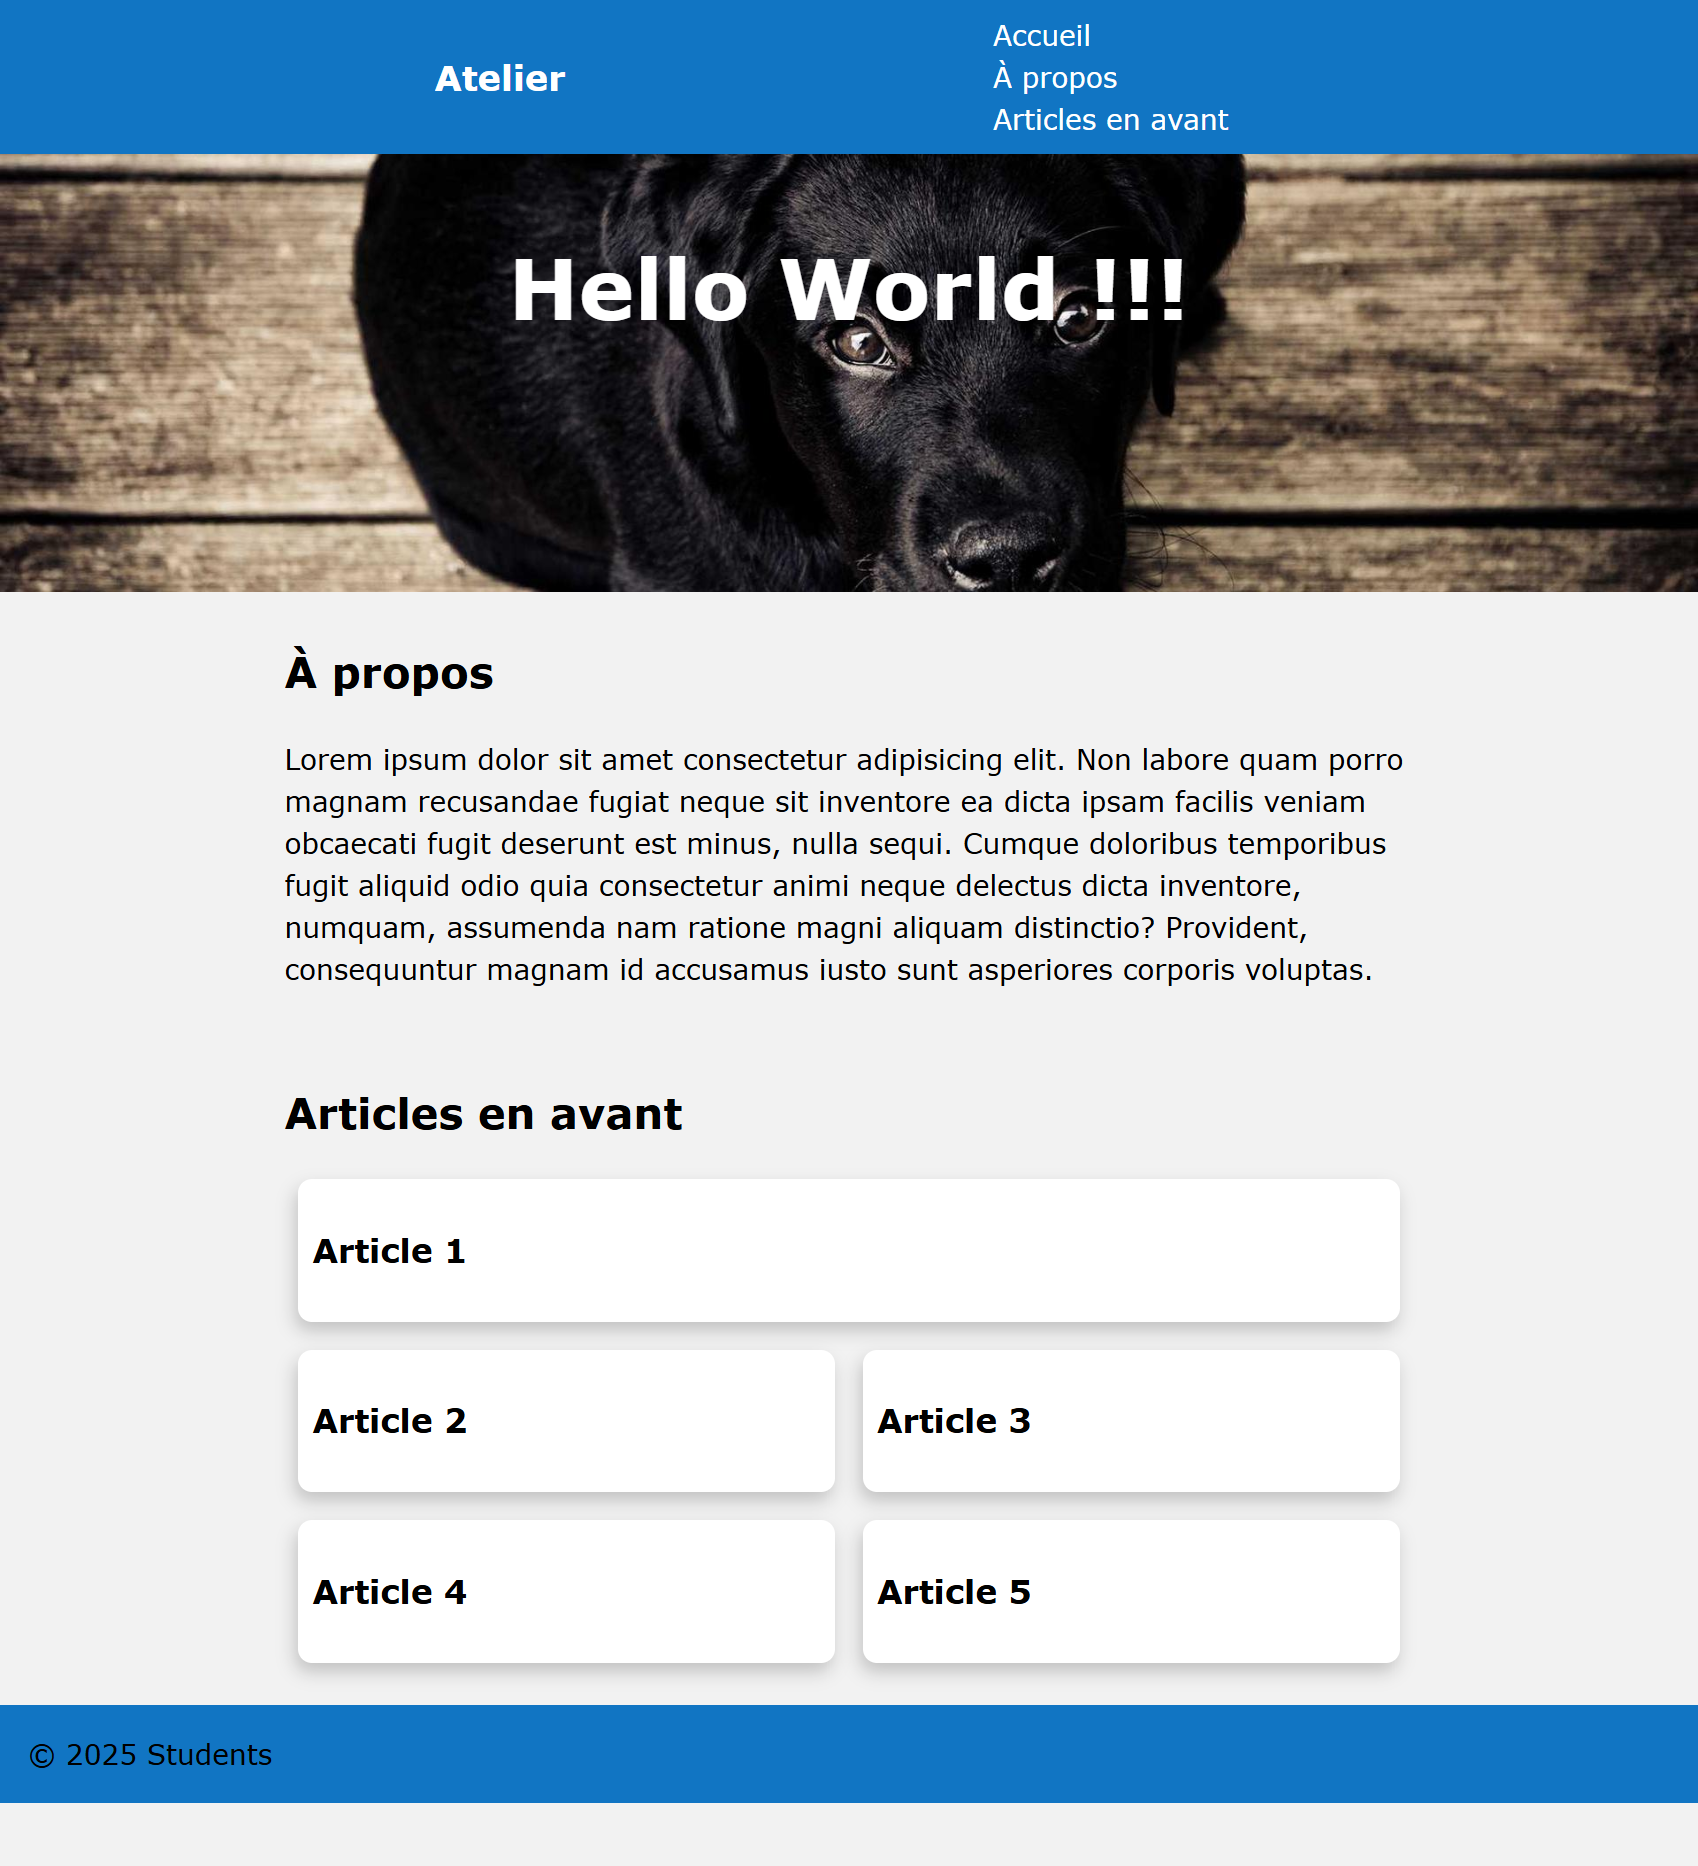 Atelier
Accueil
À propos
Articles en avant
Hello World !!!
À propos
Lorem ipsum dolor sit amet consectetur adipisicing elit. Non labore quam porro
magnam recusandae fugiat neque sit inventore ea dicta ipsam facilis veniam
obcaecati fugit deserunt est minus, nulla sequi. Cumque doloribus temporibus
fugit aliquid odio quia consectetur animi neque delectus dicta inventore,
numquam, assumenda nam ratione magni aliquam distinctio? Provident,
consequuntur magnam id accusamus iusto sunt asperiores corporis voluptas.
Articles en avant
Article 1
Article 2
Article 3
Article 4
Article 5
© 2025 Students